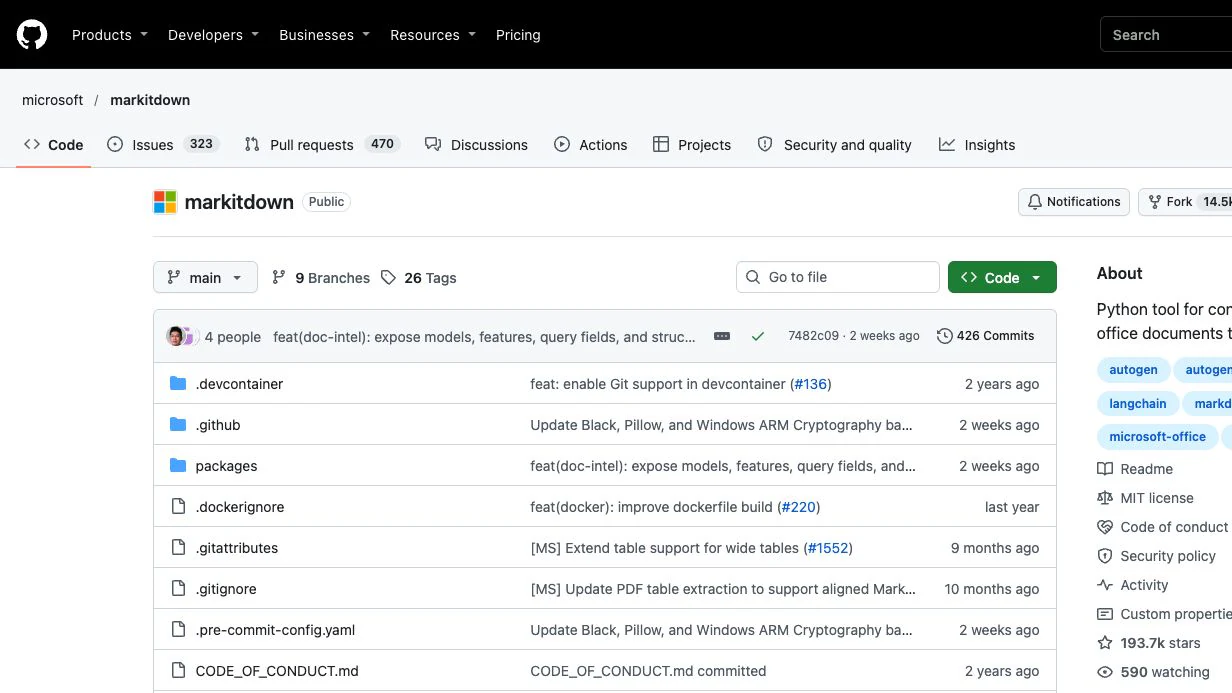 Products Developers Businesses Resources Pricing Search
microsoft / markitdown
Code Issues 323 Pull requests 470 Discussions Actions Projects Security and quality Insights
markitdown Public Notifications Fork 14.5k
main 9 Branches 26 Tags Go to file Code
4 people feat(doc-intel): expose models, features, query fields, and struc... 7482c09 · 2 weeks ago 426 Commits
.devcontainer feat: enable Git support in devcontainer (#136) 2 years ago
.github Update Black, Pillow, and Windows ARM Cryptography ba... 2 weeks ago
packages feat(doc-intel): expose models, features, query fields, and... 2 weeks ago
.dockerignore feat(docker): improve dockerfile build (#220) last year
.gitattributes [MS] Extend table support for wide tables (#1552) 9 months ago
.gitignore [MS] Update PDF table extraction to support aligned Mark... 10 months ago
.pre-commit-config.yaml Update Black, Pillow, and Windows ARM Cryptography ba... 2 weeks ago
CODE_OF_CONDUCT.md CODE_OF_CONDUCT.md committed 2 years ago
About
Python tool for con
office documents t
autogen autogen
langchain markd
microsoft-office
Readme
MIT license
Code of conduct
Security policy
Activity
Custom propertie
193.7k stars
590 watching